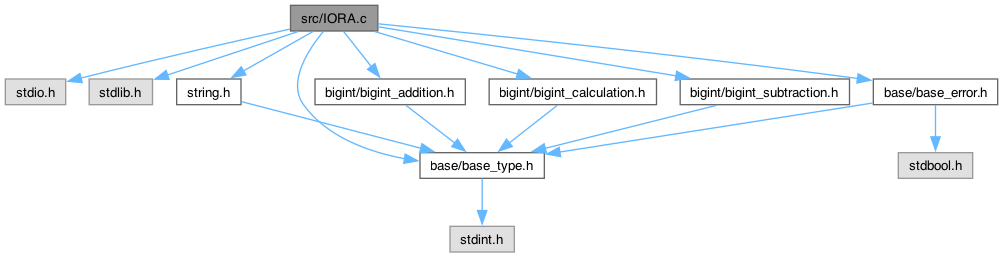 src/IORA.c
stdio.h
stdlib.h
string.h
bigint/bigint_addition.h
bigint/bigint_calculation.h
bigint/bigint_subtraction.h
base/base_error.h
base/base_type.h
stdbool.h
stdint.h